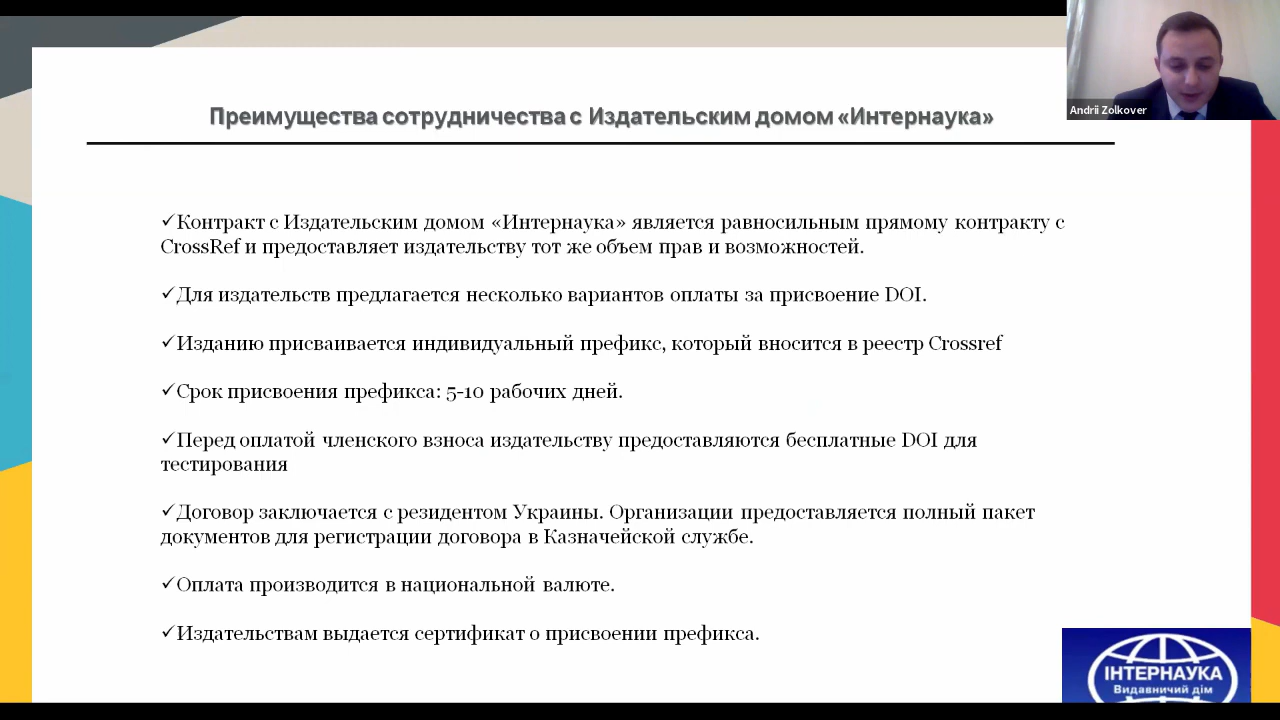 Andrii Zolkover
Преимущества сотрудничества с Издательским домом «Интернаука»
✓Контракт с Издательским домом «Интернаука» является равносильным прямому контракту с
CrossRef и предоставляет издательству тот же объем прав и возможностей.
✓Для издательств предлагается несколько вариантов оплаты за присвоение DOI.
✓Изданию присваивается индивидуальный префикс, который вносится в реестр Crossref
✓Срок присвоения префикса: 5-10 рабочих дней.
✓Перед оплатой членского взноса издательству предоставляются бесплатные DOI для
тестирования
✓Договор заключается с резидентом Украины. Организации предоставляется полный пакет
документов для регистрации договора в Казначейской службе.
✓Оплата производится в национальной валюте.
✓Издательствам выдается сертификат о присвоении префикса.
ІНТЕРНАУКА
Видавничий дім